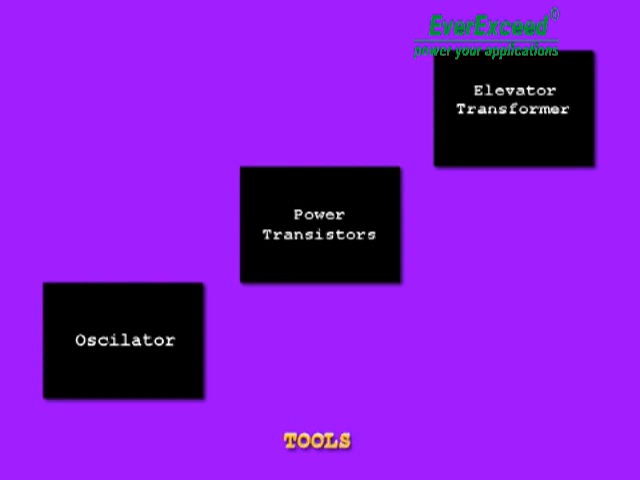 EverExceed®
power your applications
Elevator
Transformer
Power
Transistors
Oscilator
TOOLS